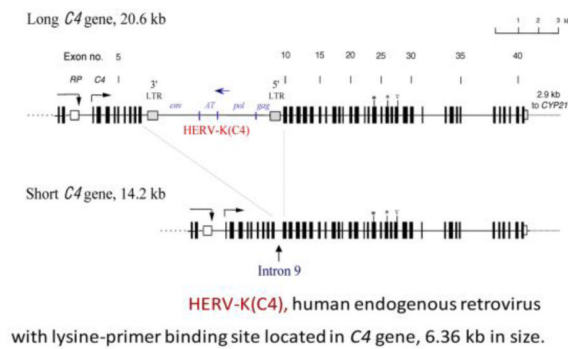 Long C4 gene, 20.6 kb
1 2 3 kb
Exon no. 5 10 15 20 25 30 35 40
RP C4 3' LTR env AT pol gag 5' LTR
2.9 kb to CYP21
HERV-K(C4)
Short C4 gene, 14.2 kb
Intron 9
HERV-K(C4), human endogenous retrovirus
with lysine-primer binding site located in C4 gene, 6.36 kb in size.